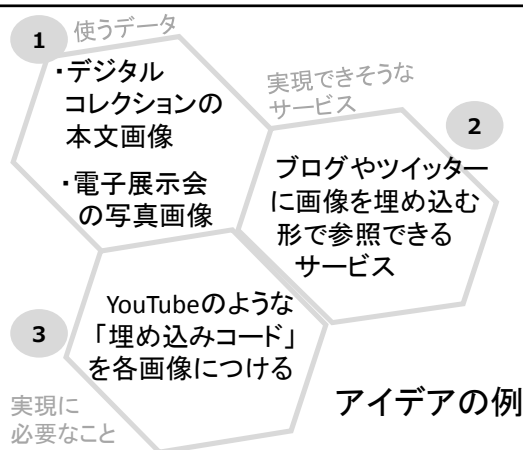 1
使うデータ
・デジタル
コレクションの
本文画像
・電子展示会
の写真画像
実現できそうな
サービス
2
ブログやツイッター
に画像を埋め込む
形で参照できる
サービス
YouTubeのような
「埋め込みコード」
を各画像につける
3
実現に
必要なこと
アイデアの例